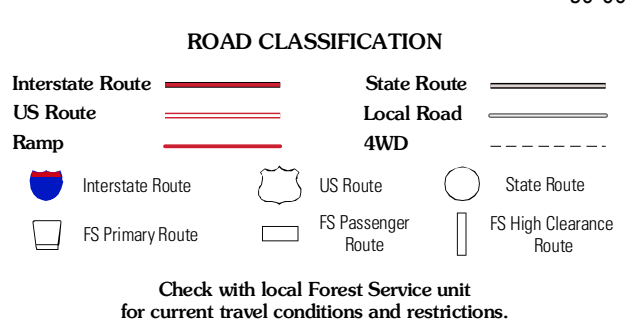 ROAD CLASSIFICATION
Interstate Route
State Route
US Route
Local Road
Ramp
4WD
Interstate Route
US Route
State Route
FS Primary Route
FS Passenger
Route
FS High Clearance
Route
Check with local Forest Service unit
for current travel conditions and restrictions.